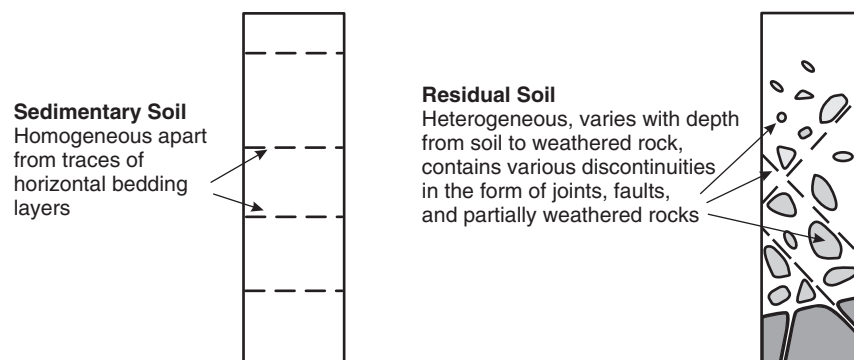 Sedimentary Soil
Homogeneous apart
from traces of
horizontal bedding
layers
Residual Soil
Heterogeneous, varies with depth
from soil to weathered rock,
contains various discontinuities
in the form of joints, faults,
and partially weathered rocks